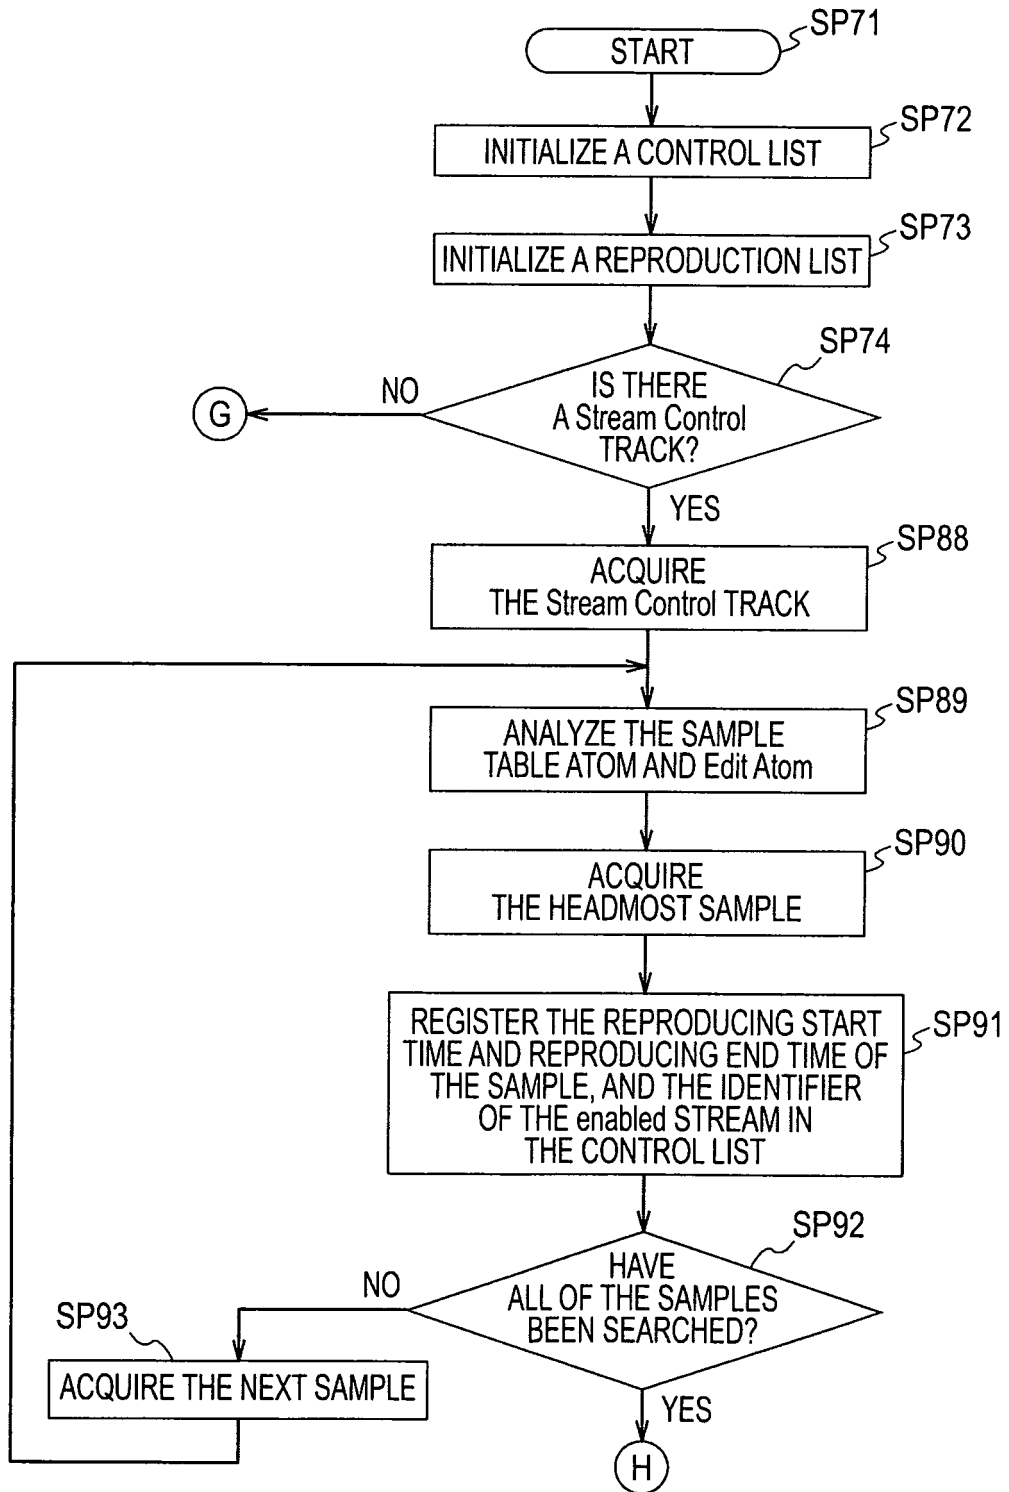 SP71
START
SP72
INITIALIZE A CONTROL LIST
SP73
INITIALIZE A REPRODUCTION LIST
SP74
IS THERE
A Stream Control
TRACK?
NO
G
YES
SP88
ACQUIRE
THE Stream Control TRACK
SP89
ANALYZE THE SAMPLE
TABLE ATOM AND Edit Atom
SP90
ACQUIRE
THE HEADMOST SAMPLE
SP91
REGISTER THE REPRODUCING START
TIME AND REPRODUCING END TIME OF
THE SAMPLE, AND THE IDENTIFIER
OF THE enabled STREAM IN
THE CONTROL LIST
SP92
HAVE
ALL OF THE SAMPLES
BEEN SEARCHED?
NO
SP93
ACQUIRE THE NEXT SAMPLE
YES
H